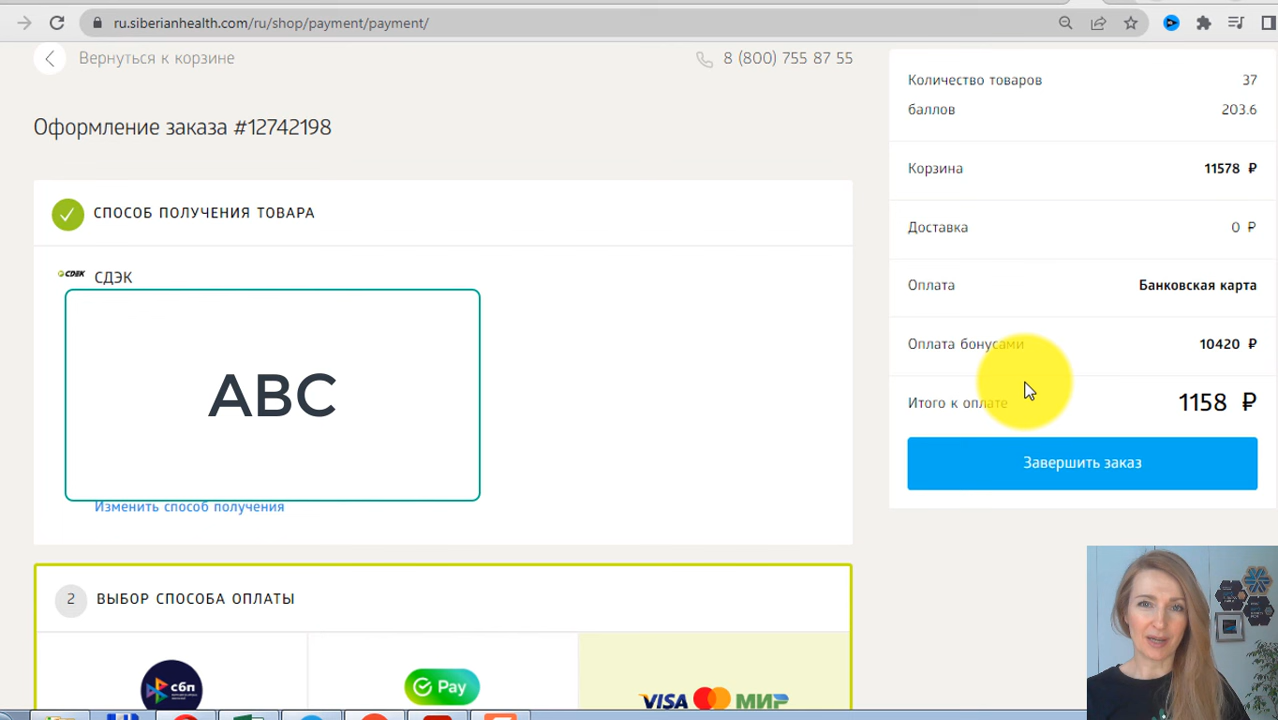 ru.siberianhealth.com/ru/shop/payment/payment/
Вернуться к корзине
8 (800) 755 87 55
Оформление заказа #12742198
СПОСОБ ПОЛУЧЕНИЯ ТОВАРА
CDEK СДЭК
ABC
Изменить способ получения
2 ВЫБОР СПОСОБА ОПЛАТЫ
сбп
Pay
VISA МИР
Количество товаров 37
баллов 203.6
Корзина 11578 ₽
Доставка 0 ₽
Оплата Банковская карта
Оплата бонусами 10420 ₽
Итого к оплате 1158 ₽
Завершить заказ